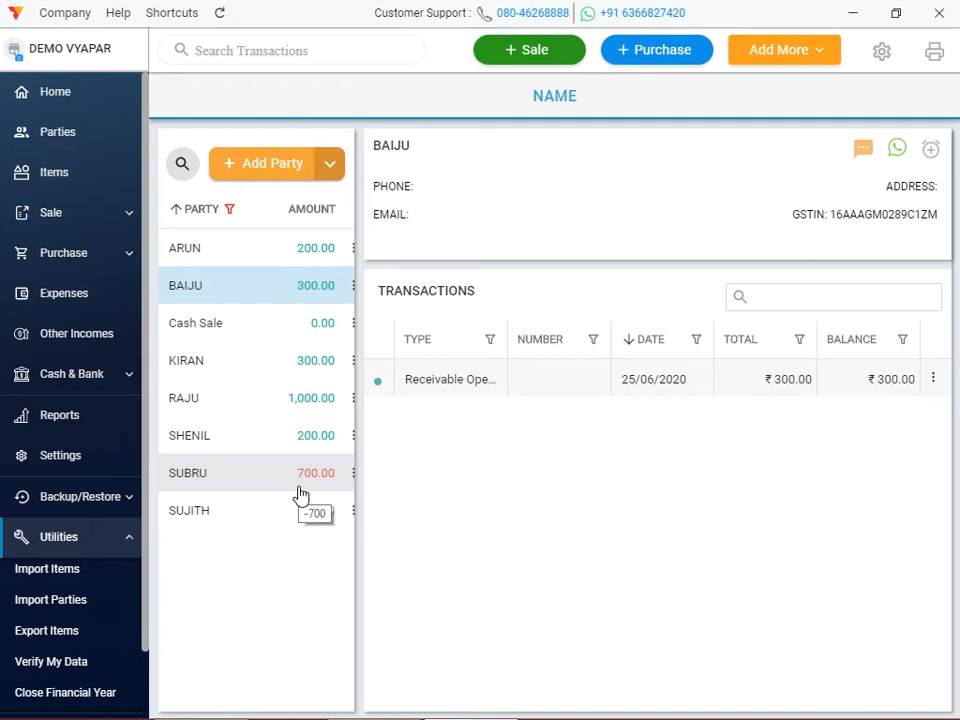 Company Help Shortcuts Customer Support : 080-46268888 +91 6366827420
DEMO VYAPAR
Search Transactions
+ Sale
+ Purchase
Add More
Home
Parties
Items
Sale
Purchase
Expenses
Other Incomes
Cash & Bank
Reports
Settings
Backup/Restore
Utilities
Import Items
Import Parties
Export Items
Verify My Data
Close Financial Year
NAME
+ Add Party
PARTY AMOUNT
ARUN 200.00
BAIJU 300.00
Cash Sale 0.00
KIRAN 300.00
RAJU 1,000.00
SHENIL 200.00
SUBRU 700.00
-700
SUJITH
BAIJU
PHONE: ADDRESS:
EMAIL: GSTIN: 16AAAGM0289C1ZM
TRANSACTIONS
TYPE NUMBER DATE TOTAL BALANCE
Receivable Ope... 25/06/2020 ₹ 300.00 ₹ 300.00